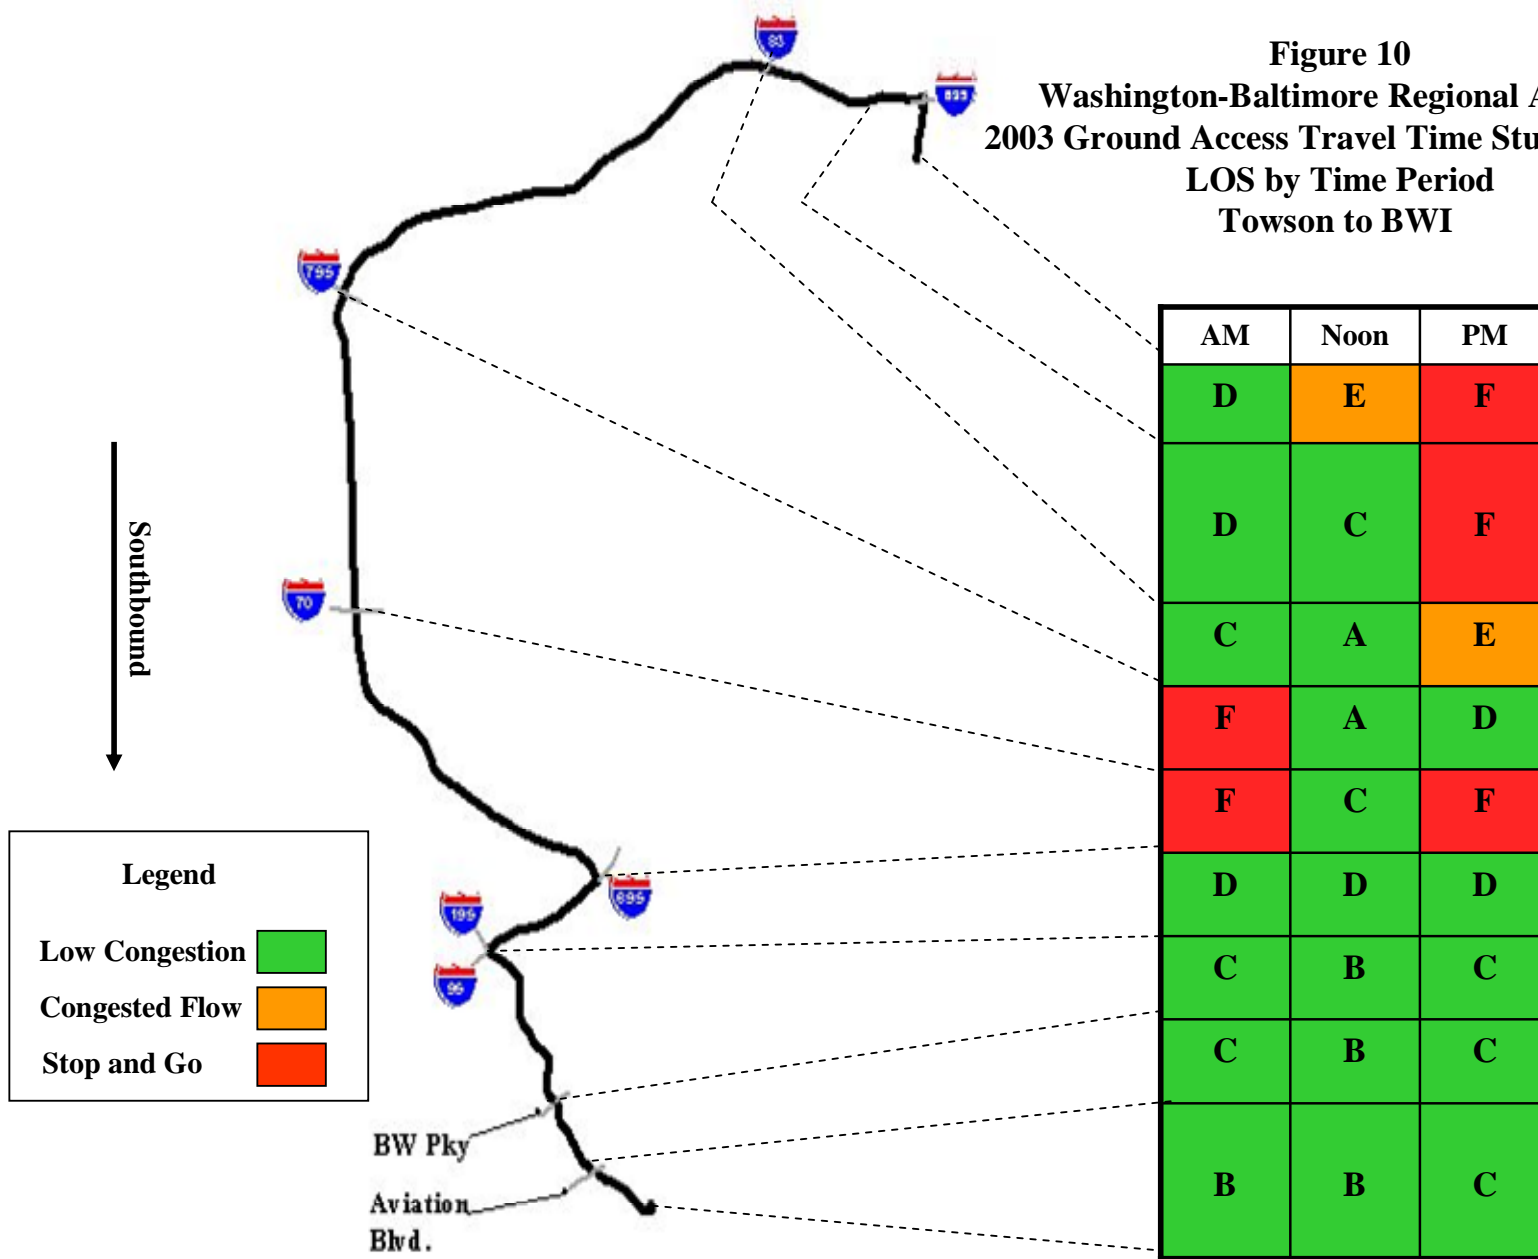 Figure 10
Washington-Baltimore Regional
2003 Ground Access Travel Time
LOS by Time Period
Towson to BWI
83
695
795
AM Noon PM
D E F
D C F
C A E
F A D
F C F
D D D
C B C
C B C
B B C
Southbound
70
Legend
Low Congestion
Congested Flow
Stop and Go
195
695
95
BW Pky
Aviation
Blvd.